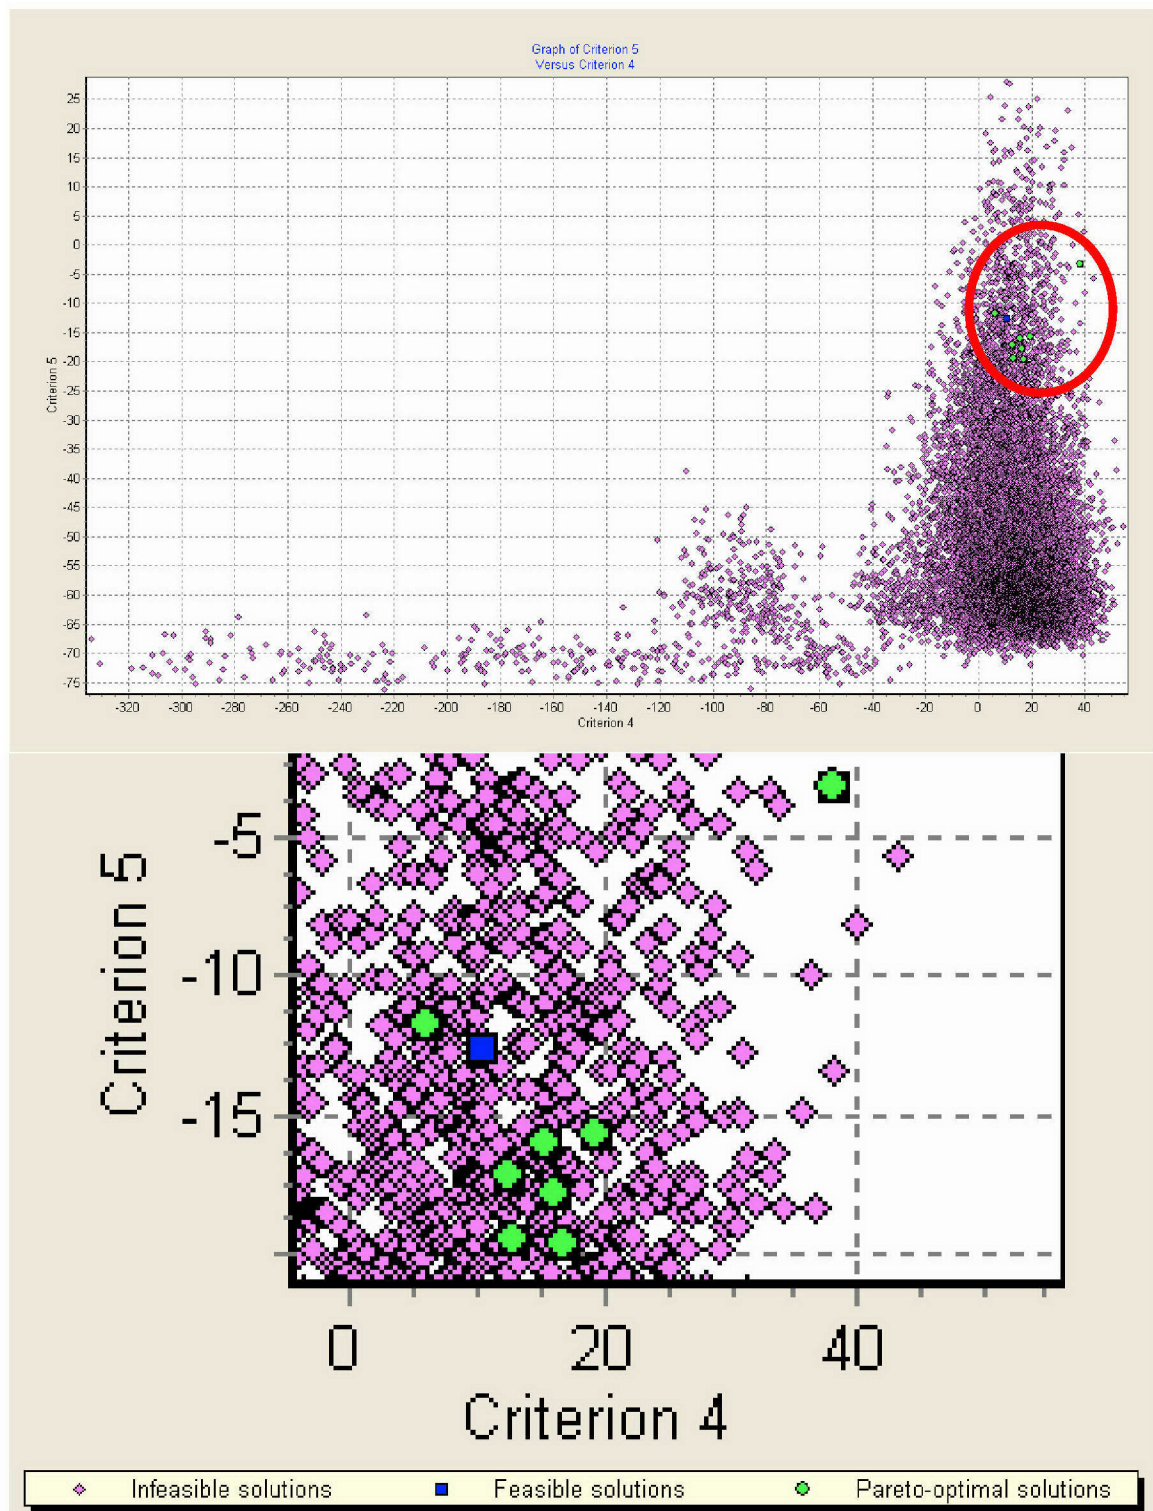 Graph of Criterion 5
Versus Criterion 4
25
20
15
10
5
0
-5
-10
-15
-20
-25
-30
-35
-40
-45
-50
-55
-60
-65
-70
-75
Criterion 5
-320 -300 -280 -260 -240 -220 -200 -180 -160 -140 -120 -100 -80 -60 -40 -20 0 20 40
Criterion 4
-5
-10
-15
Criterion 5
0 20 40
Criterion 4
Infeasible solutions Feasible solutions Pareto-optimal solutions